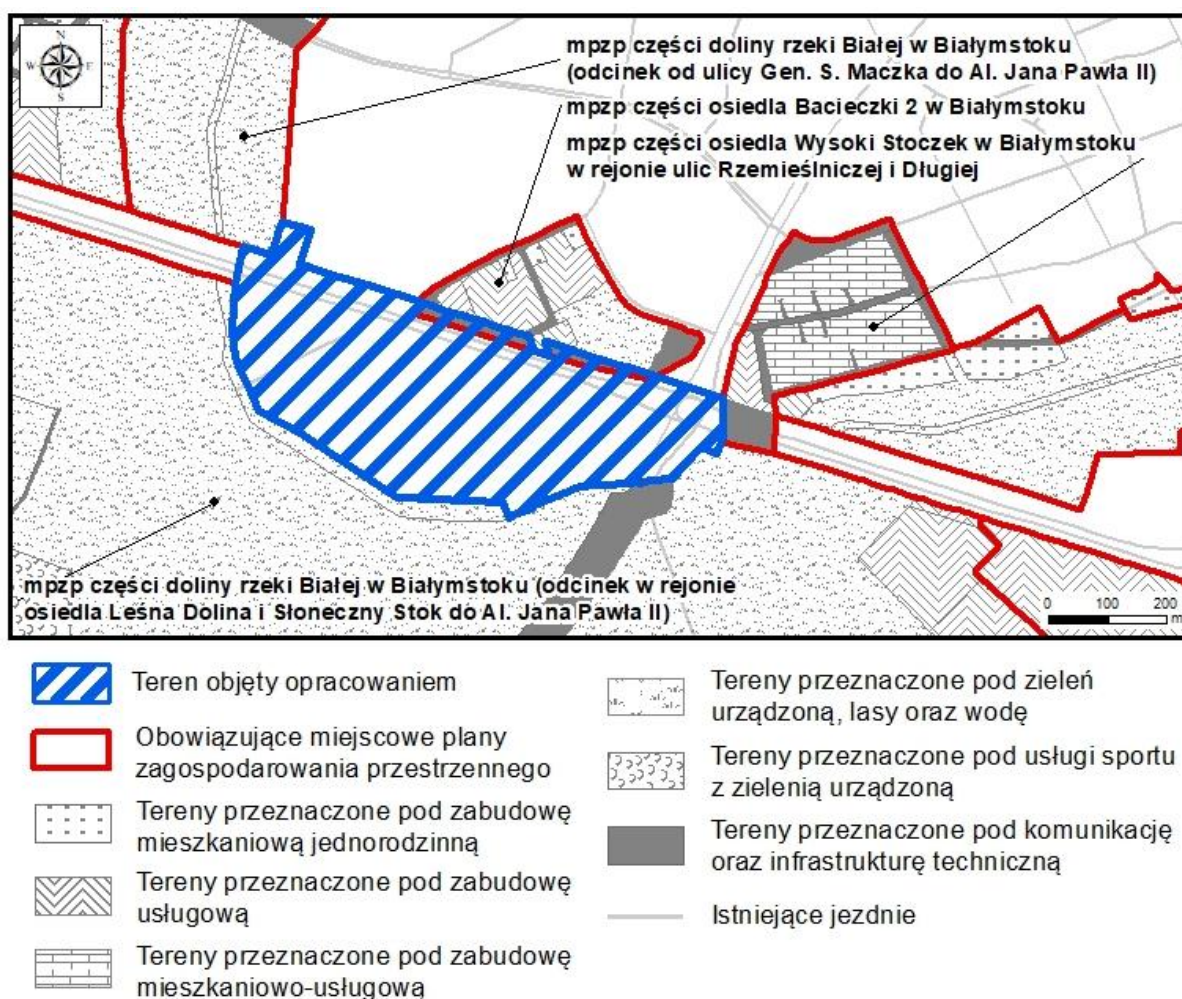 N
W E
S
mpzp części doliny rzeki Białej w Białymstoku
(odcinek od ulicy Gen. S. Maczka do Al. Jana Pawła II)
mpzp części osiedla Bacieczki 2 w Białymstoku
mpzp części osiedla Wysoki Stoczek w Białymstoku
w rejonie ulic Rzemieślniczej i Długiej
mpzp części doliny rzeki Białej w Białymstoku (odcinek w rejonie
osiedla Leśna Dolina i Słoneczny Stok do Al. Jana Pawła II)
0 100 200
m
Teren objęty opracowaniem
Obowiązujące miejscowe plany
zagospodarowania przestrzennego
Tereny przeznaczone pod zabudowę
mieszkaniową jednorodzinną
Tereny przeznaczone pod zabudowę
usługową
Tereny przeznaczone pod zabudowę
mieszkaniowo-usługową
Tereny przeznaczone pod zieleń
urządzoną, lasy oraz wodę
Tereny przeznaczone pod usługi sportu
z zielenią urządzoną
Tereny przeznaczone pod komunikację
oraz infrastrukturę techniczną
Istniejące jezdnie